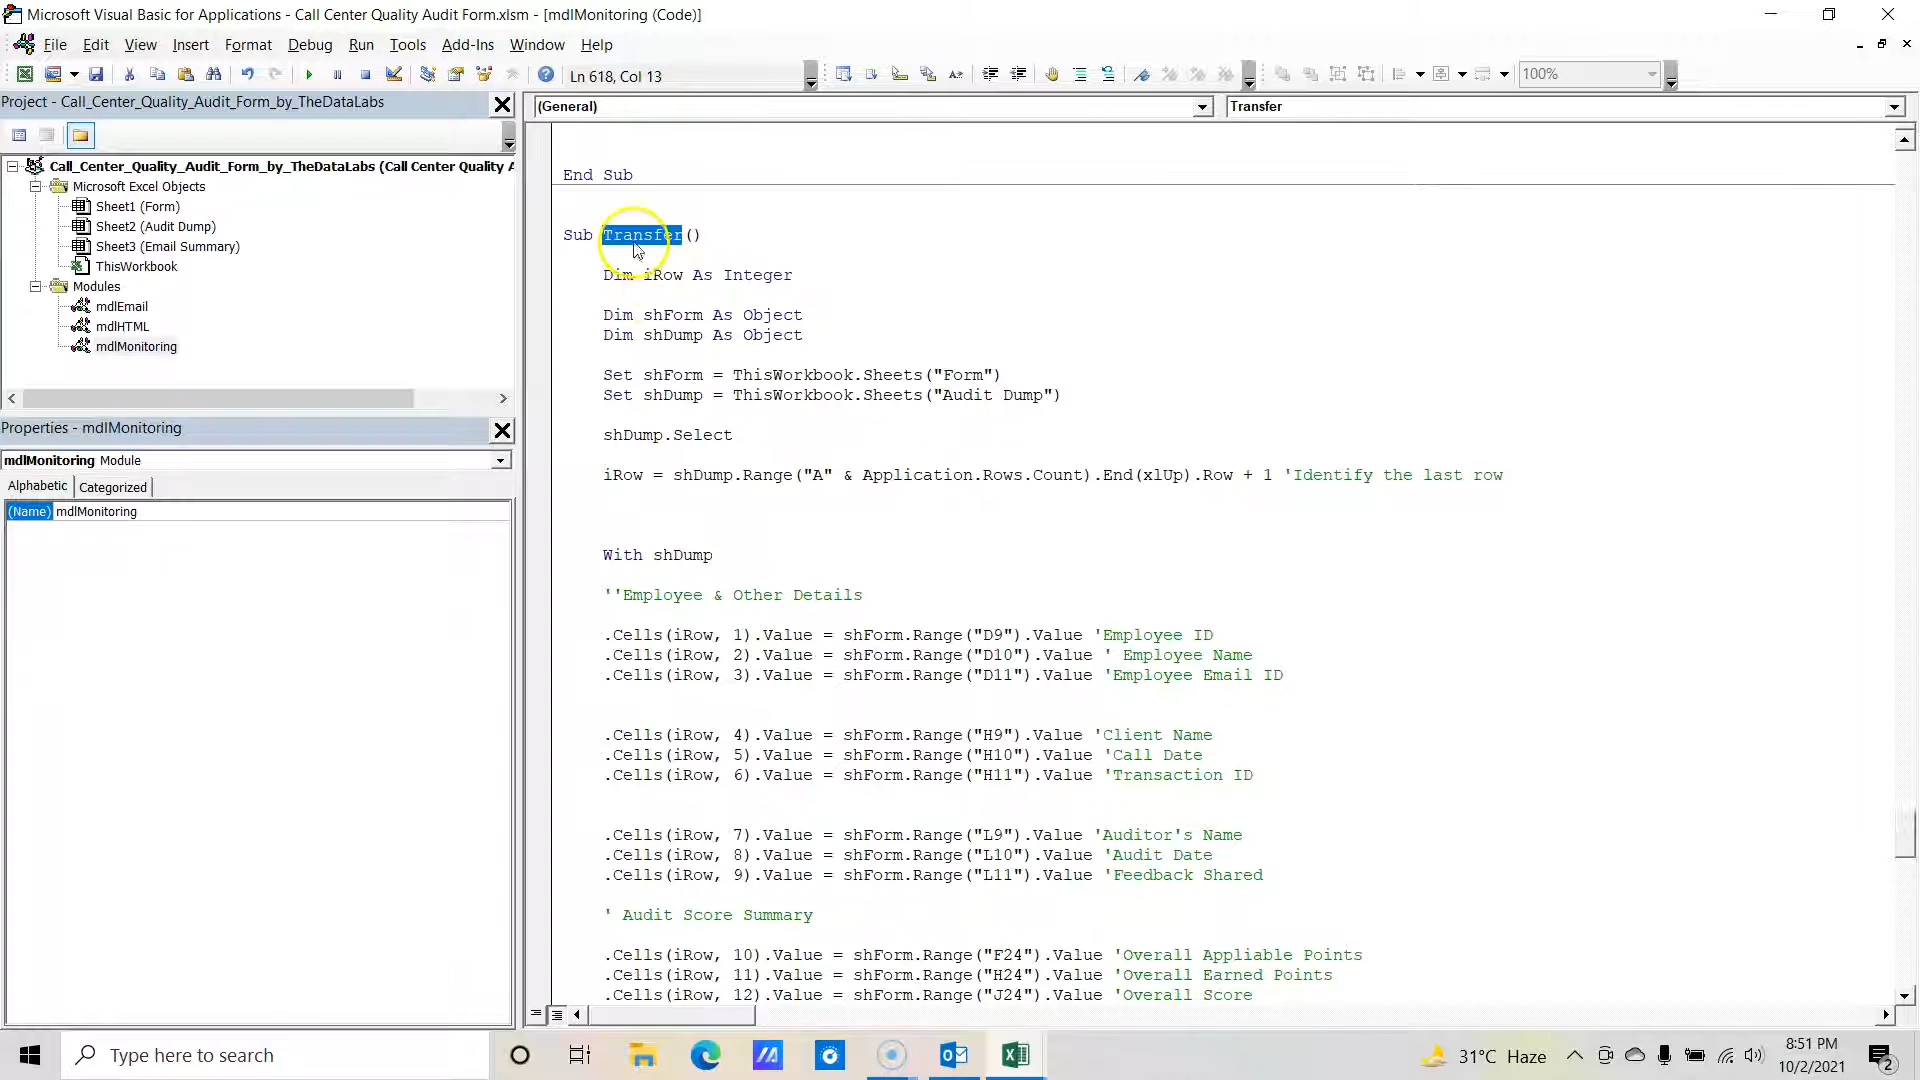 Microsoft Visual Basic for Applications - Call Center Quality Audit Form.xlsm - [mdlMonitoring (Code)]
File Edit View Insert Format Debug Run Tools Add-Ins Window Help
Ln 618, Col 13
100%
Project - Call_Center_Quality_Audit_Form_by_TheDataLabs
(General)
Transfer
Call_Center_Quality_Audit_Form_by_TheDataLabs (Call Center Quality A
Microsoft Excel Objects
Sheet1 (Form)
Sheet2 (Audit Dump)
Sheet3 (Email Summary)
ThisWorkbook
Modules
mdlEmail
mdlHTML
mdlMonitoring
Properties - mdlMonitoring
mdlMonitoring Module
Alphabetic Categorized
(Name) mdlMonitoring
End Sub
Sub Transfer()
Dim iRow As Integer
Dim shForm As Object
Dim shDump As Object
Set shForm = ThisWorkbook.Sheets("Form")
Set shDump = ThisWorkbook.Sheets("Audit Dump")
shDump.Select
iRow = shDump.Range("A" & Application.Rows.Count).End(xlUp).Row + 1 'Identify the last row
With shDump
''Employee & Other Details
.Cells(iRow, 1).Value = shForm.Range("D9").Value 'Employee ID
.Cells(iRow, 2).Value = shForm.Range("D10").Value ' Employee Name
.Cells(iRow, 3).Value = shForm.Range("D11").Value 'Employee Email ID
.Cells(iRow, 4).Value = shForm.Range("H9").Value 'Client Name
.Cells(iRow, 5).Value = shForm.Range("H10").Value 'Call Date
.Cells(iRow, 6).Value = shForm.Range("H11").Value 'Transaction ID
.Cells(iRow, 7).Value = shForm.Range("L9").Value 'Auditor's Name
.Cells(iRow, 8).Value = shForm.Range("L10").Value 'Audit Date
.Cells(iRow, 9).Value = shForm.Range("L11").Value 'Feedback Shared
' Audit Score Summary
.Cells(iRow, 10).Value = shForm.Range("F24").Value 'Overall Appliable Points
.Cells(iRow, 11).Value = shForm.Range("H24").Value 'Overall Earned Points
.Cells(iRow, 12).Value = shForm.Range("J24").Value 'Overall Score
Type here to search
31°C Haze
8:51 PM
10/2/2021
2